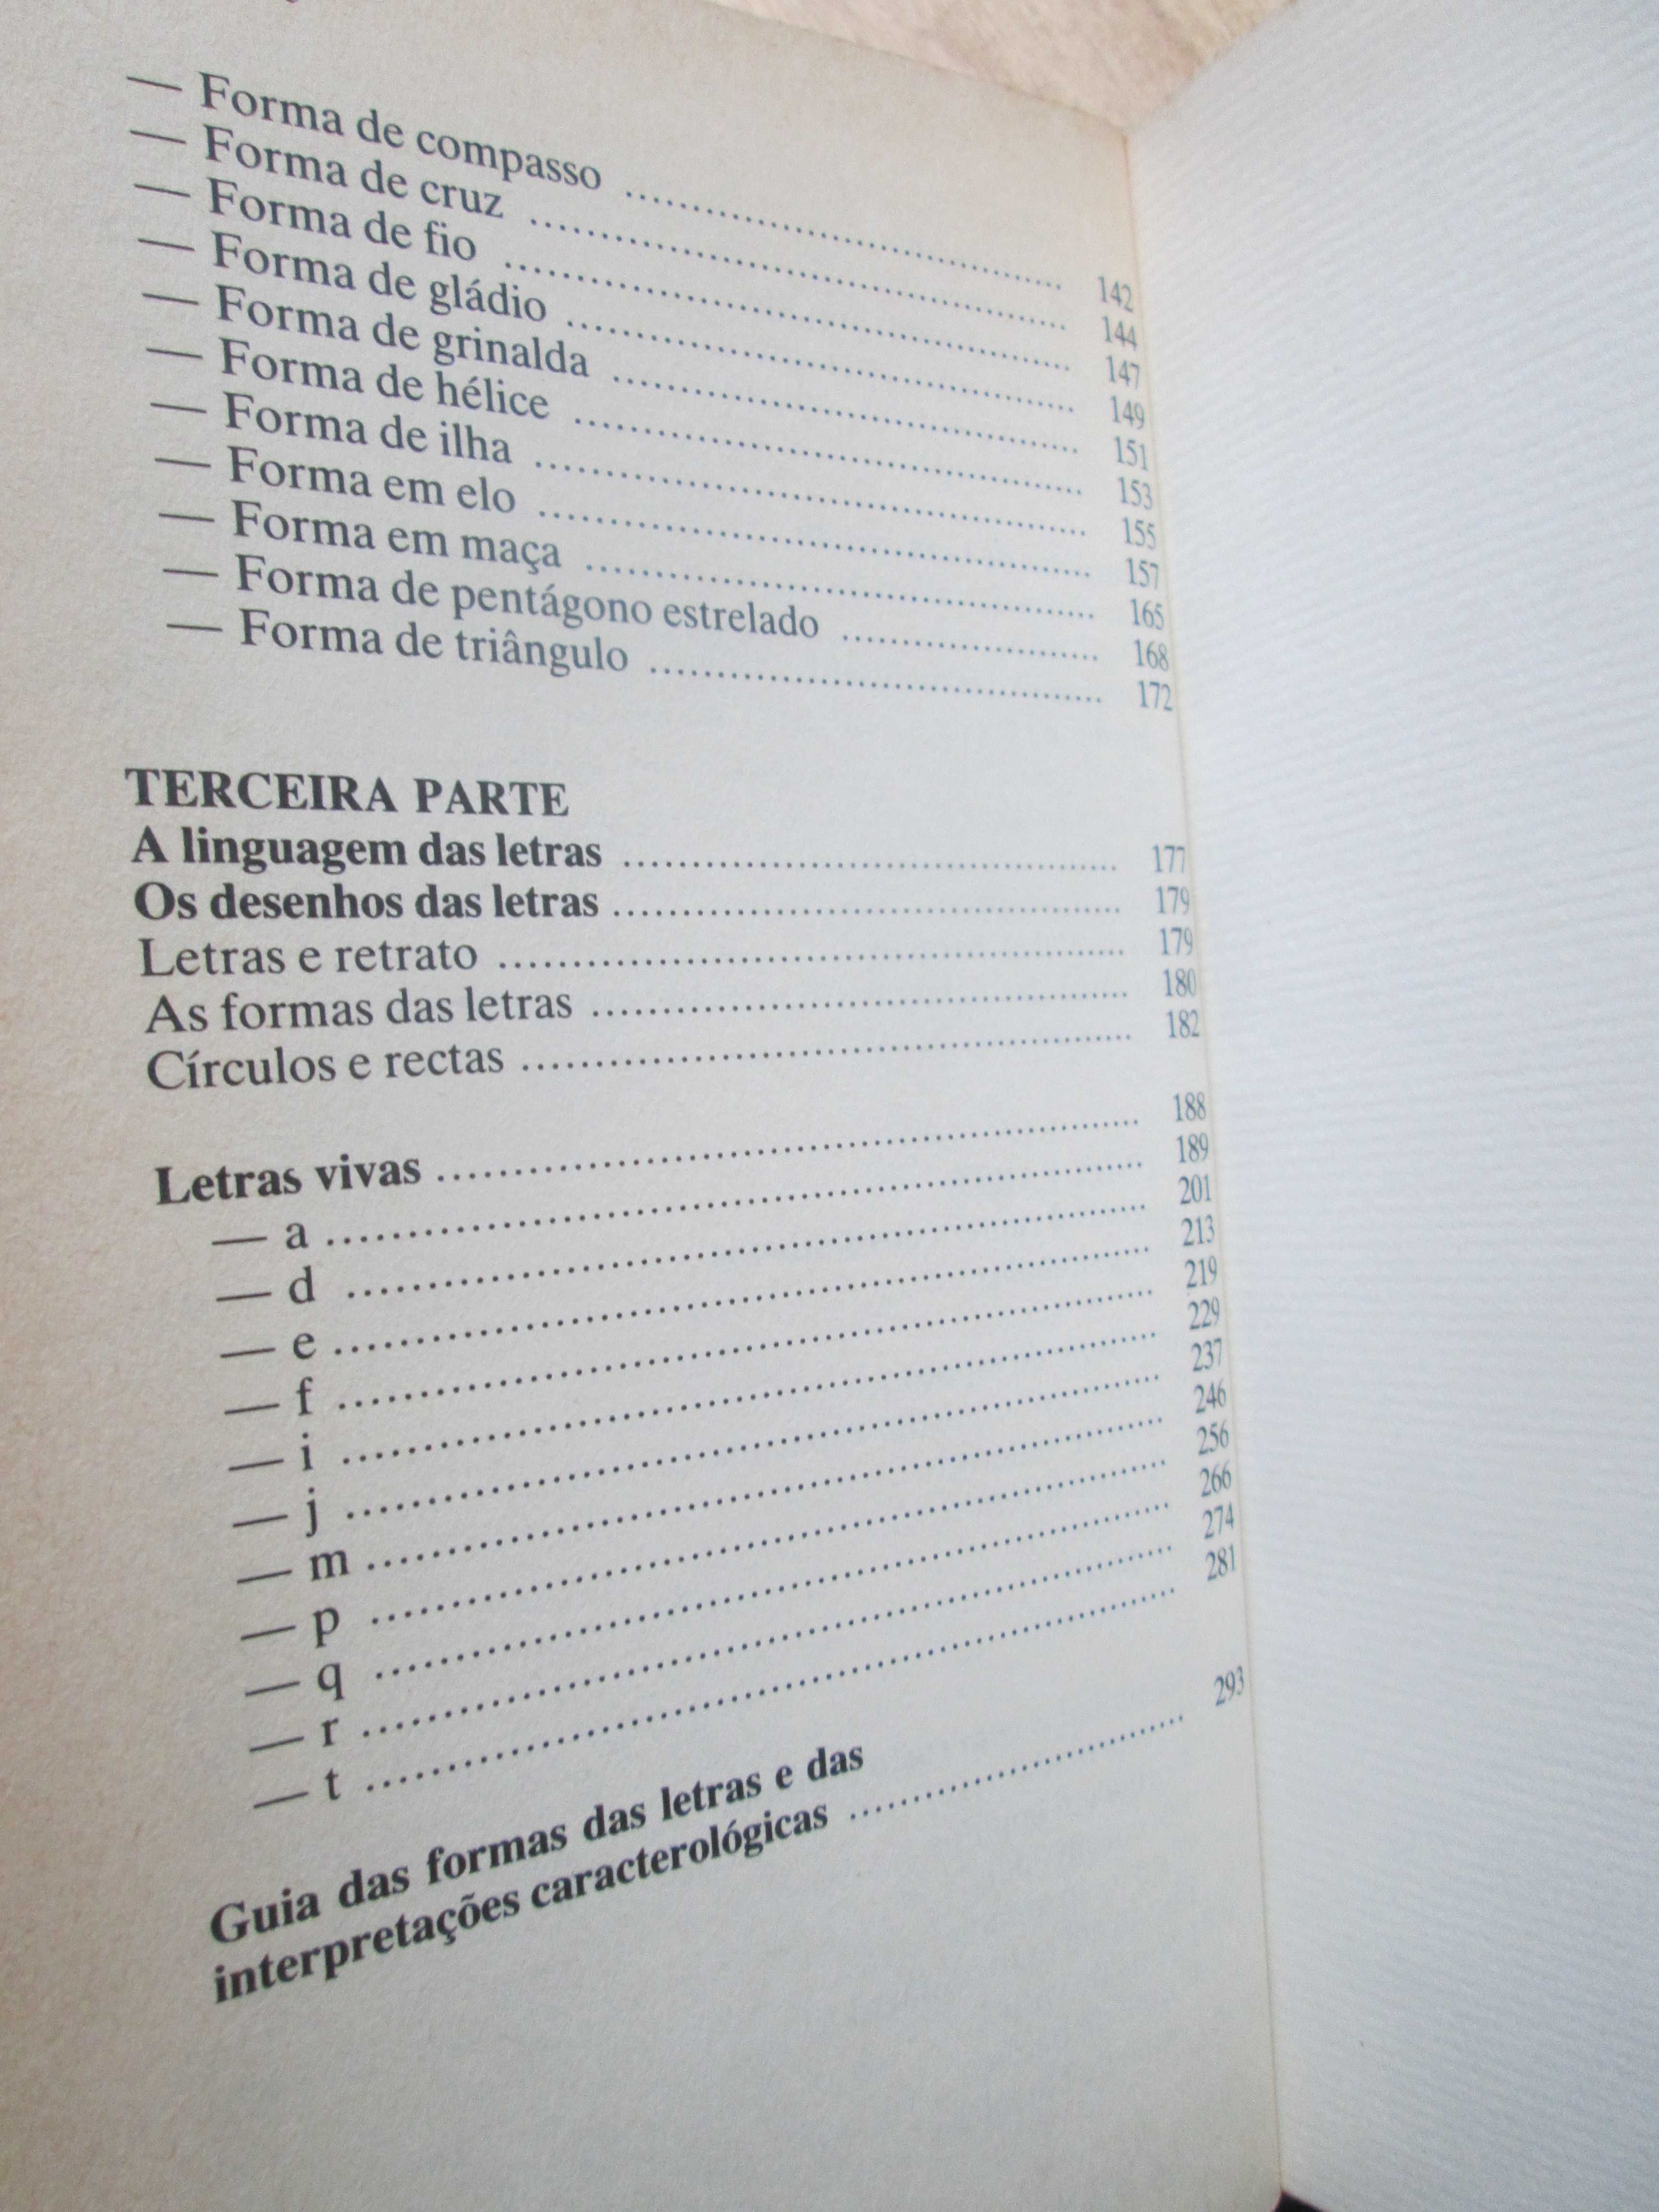 — Forma de compasso .......... 142
— Forma de cruz .......... 144
— Forma de fio .......... 147
— Forma de gládio .......... 149
— Forma de grinalda .......... 151
— Forma de hélice .......... 153
— Forma de ilha .......... 155
— Forma em elo .......... 157
— Forma em maça .......... 165
— Forma de pentágono estrelado .......... 168
— Forma de triângulo .......... 172
TERCEIRA PARTE
A linguagem das letras .......... 177
Os desenhos das letras .......... 179
Letras e retrato .......... 179
As formas das letras .......... 180
Círculos e rectas .......... 182
Letras vivas .......... 188
— a .......... 189
— d .......... 201
— e .......... 213
— f .......... 219
— i .......... 229
— j .......... 237
— m .......... 246
— p .......... 256
— q .......... 266
— r .......... 274
— t .......... 281
Guia das formas das letras e das
interpretações caracterológicas .......... 293